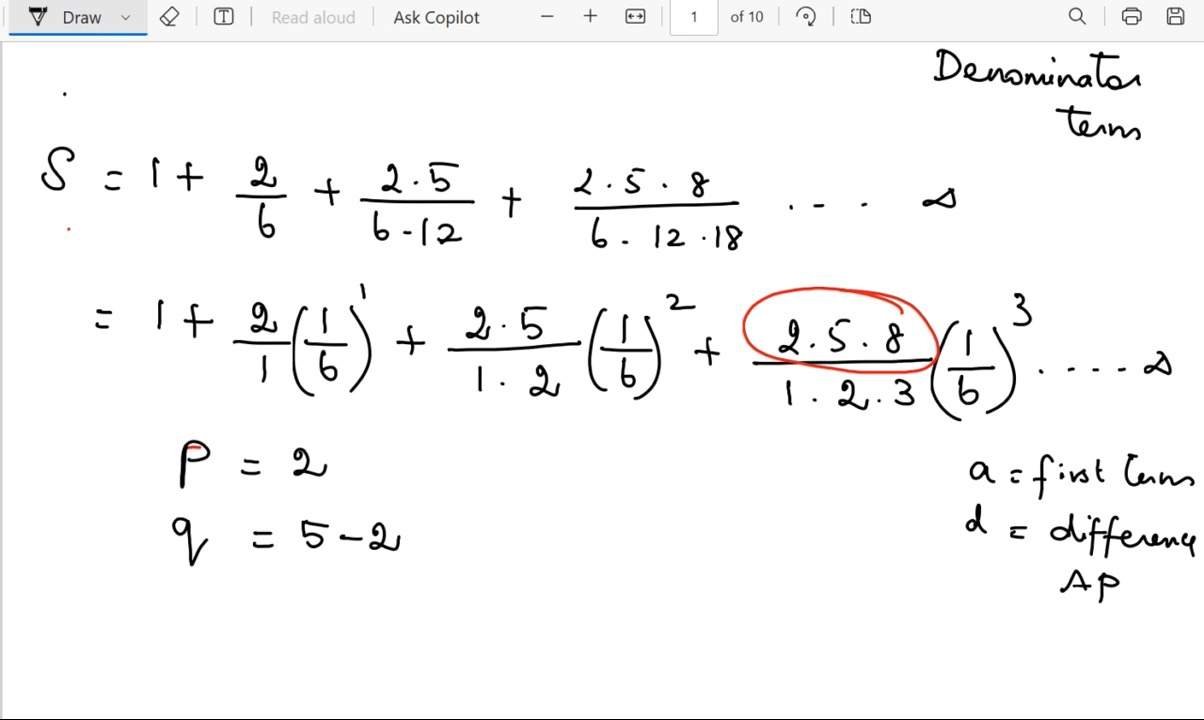 Draw Read aloud Ask Copilot 1 of 10
Denominator
terms
S = 1 + 2/6 + 2.5/6-12 + 2.5.8/6.12.18 .... ∞
= 1 + 2/1 (1/6)^1 + 2.5/1.2 (1/6)^2 + 2.5.8/1.2.3 (1/6)^3 ..... ∞
P = 2
q = 5-2
a = first term
d = difference
AP